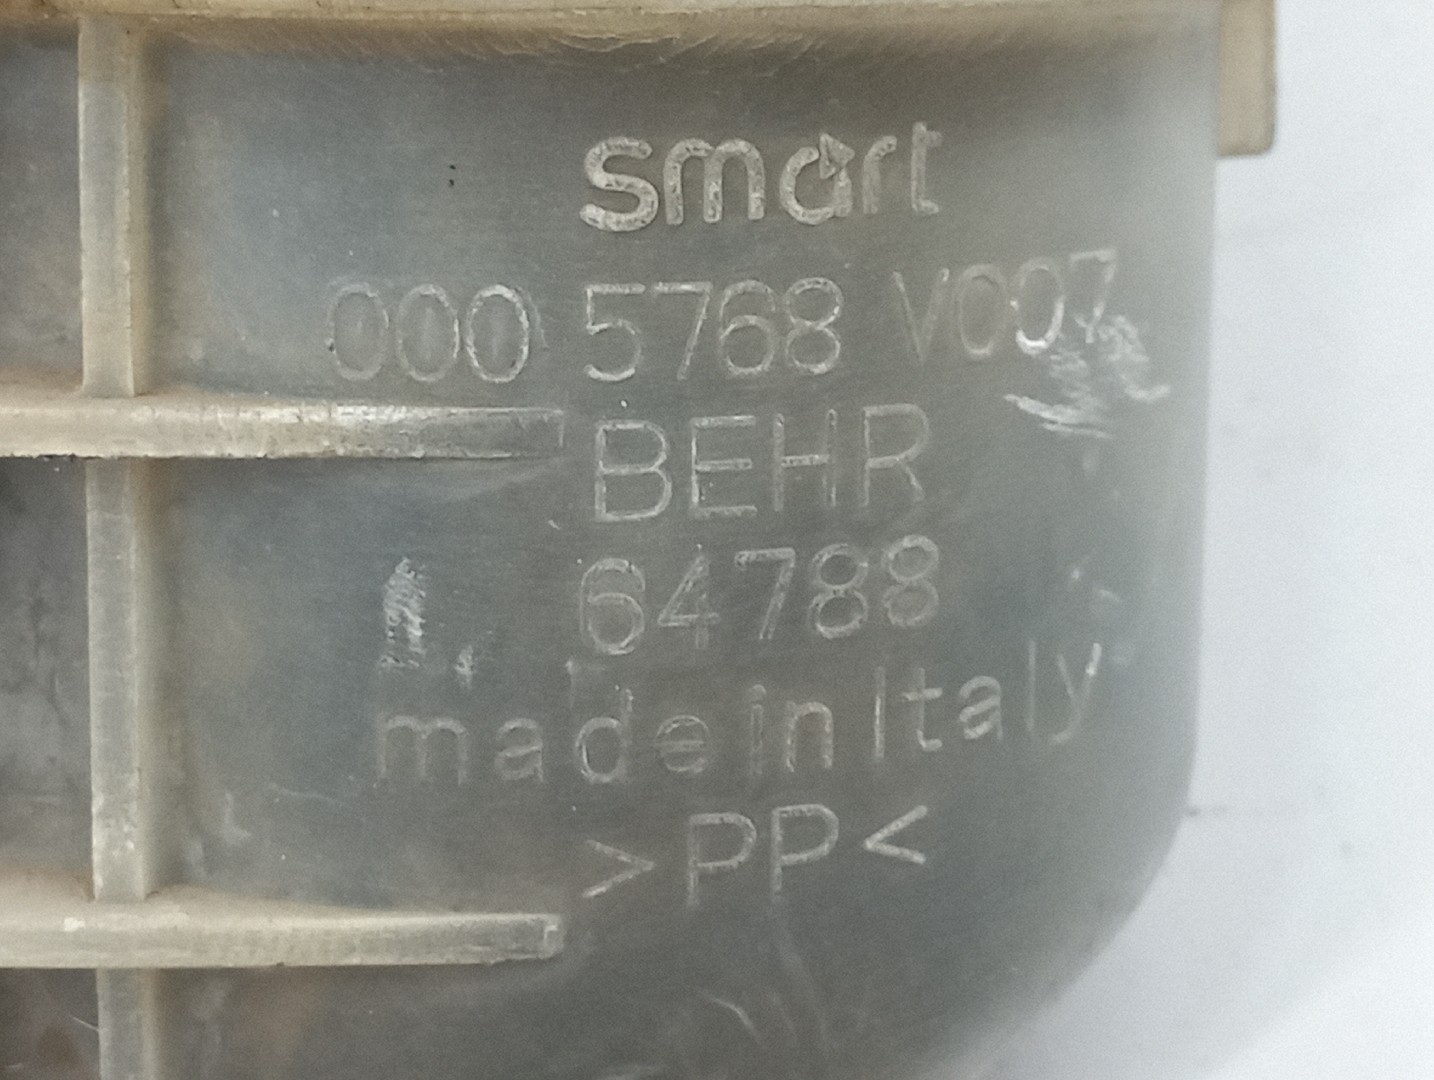 smart
000 5768 V007
BEHR
64788
made in Italy
>PP<